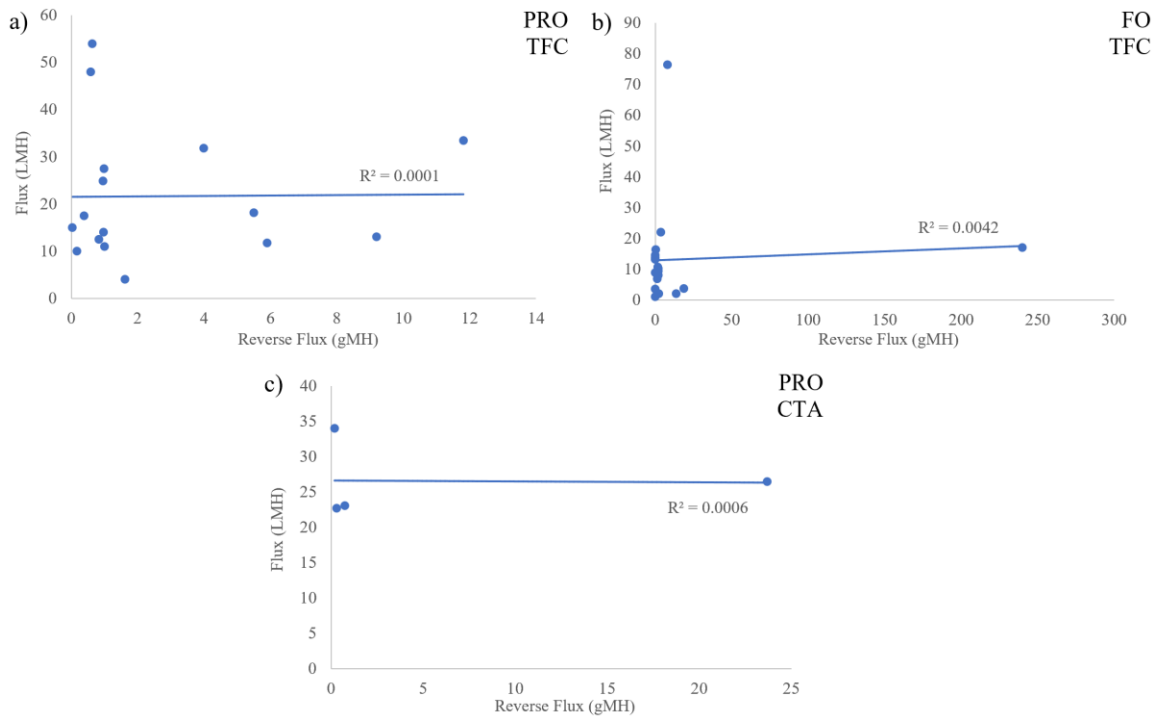 a)
PRO
TFC
60
50
40
30
20
10
0
Flux (LMH)
R² = 0.0001
0 2 4 6 8 10 12 14
Reverse Flux (gMH)
b)
FO
TFC
90
80
70
60
50
40
30
20
10
0
Flux (LMH)
R² = 0.0042
0 50 100 150 200 250 300
Reverse Flux (gMH)
c)
PRO
CTA
40
35
30
25
20
15
10
5
0
Flux (LMH)
R² = 0.0006
0 5 10 15 20 25
Reverse Flux (gMH)